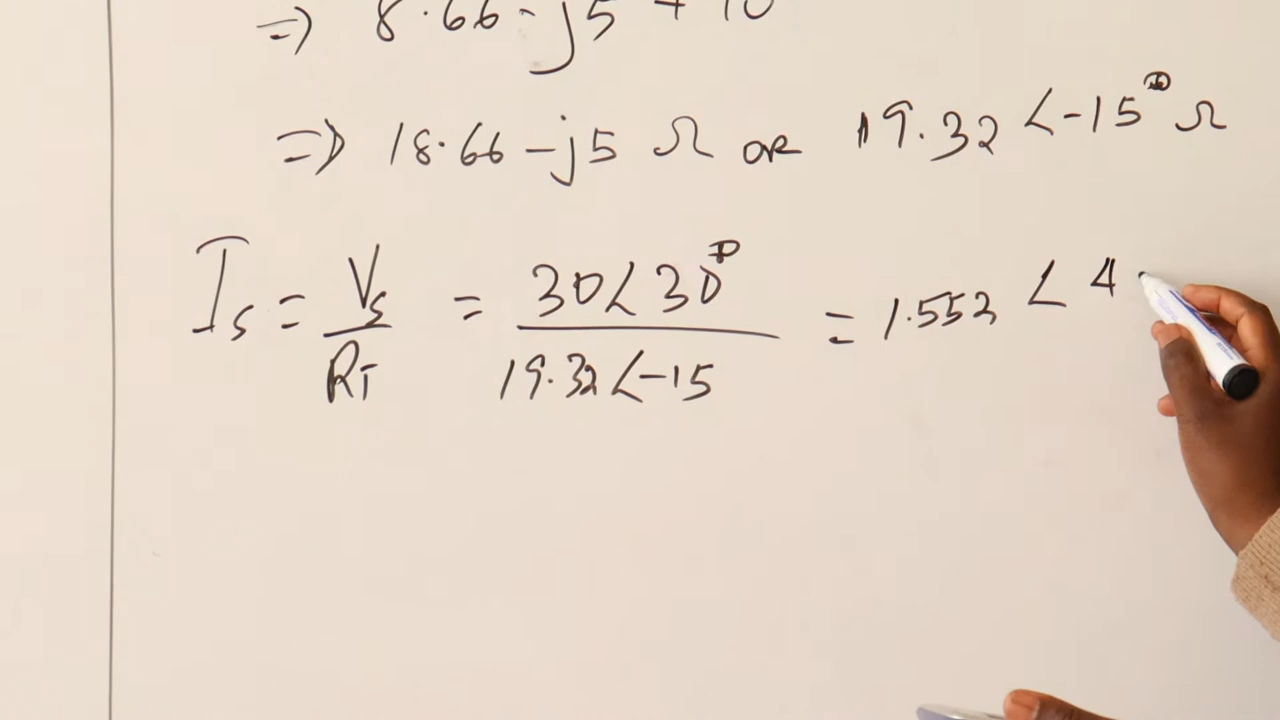 => 8.66 - j5 + 10
=> 18.66 - j5 Ω or 19.32 ∠-15° Ω
Is = Vs / RT = 30∠30° / 19.32∠-15 = 1.552 ∠ 4